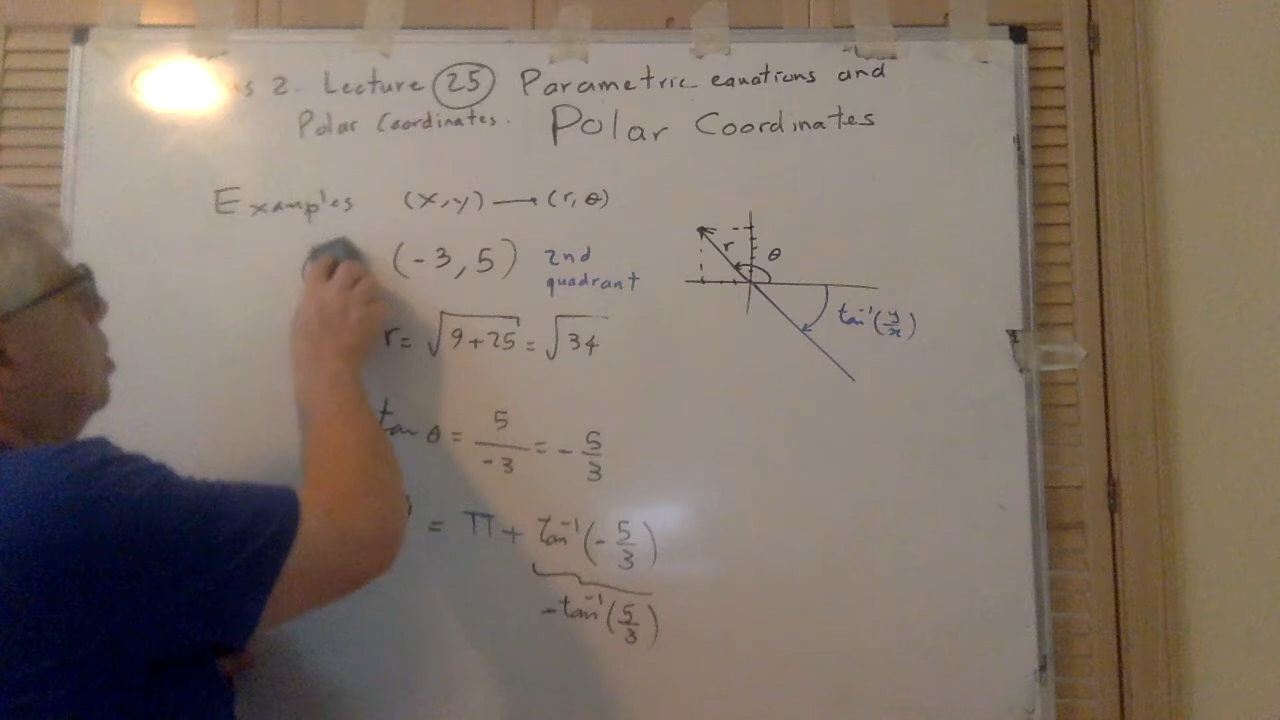 s 2. Lecture 25 Parametric equations and
Polar Coordinates. Polar Coordinates
Examples (x,y) → (r, θ)
(-3, 5) 2nd
quadrant
r = √9+25 = √34
tan θ = 5/-3 = - 5/3
= π + tan⁻¹(- 5/3)
-tan⁻¹(5/3)
r
θ
tan⁻¹(y/x)